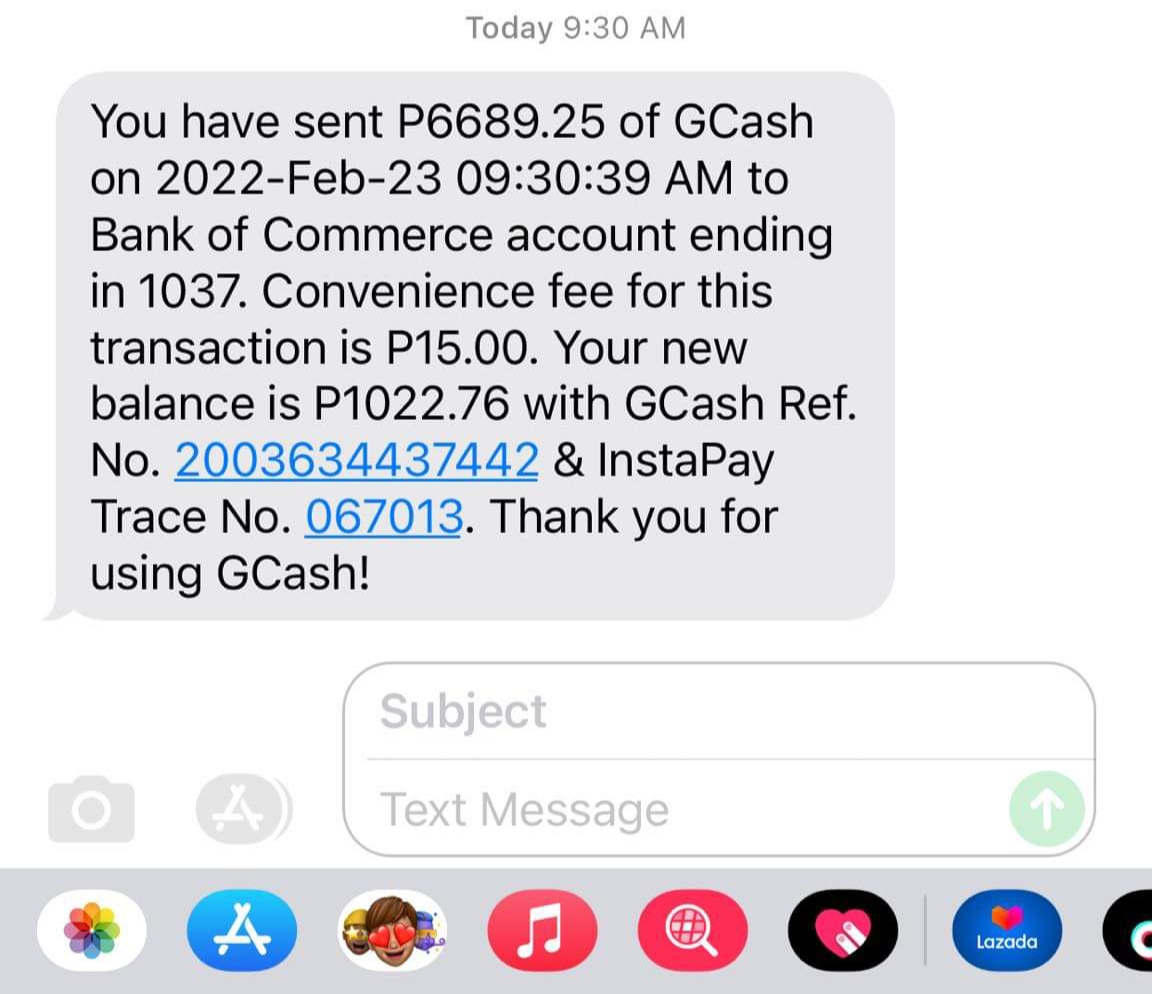 Today 9:30 AM
You have sent P6689.25 of GCash
on 2022-Feb-23 09:30:39 AM to
Bank of Commerce account ending
in 1037. Convenience fee for this
transaction is P15.00. Your new
balance is P1022.76 with GCash Ref.
No. 2003634437442 & InstaPay
Trace No. 067013. Thank you for
using GCash!
Subject
Text Message
Lazada